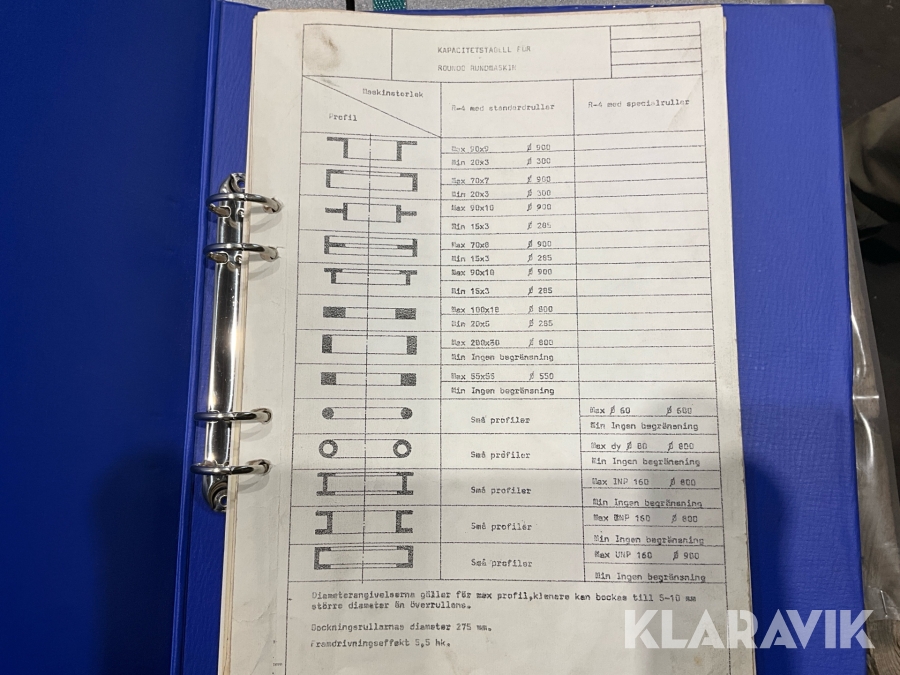 KAPACITETSTABELL FÖR
ROUNDO RUNDMASKIN
Maskinstorlek
Profil
R-4 med standardruller
R-4 med specialruller
Max 90x9 Ø 900
Min 20x3 Ø 300
Max 70x7 Ø 900
Min 20x3 Ø 300
Max 90x10 Ø 900
Min 15x3 Ø 285
Max 70x8 Ø 900
Min 15x3 Ø 285
Max 90x10 Ø 900
Min 15x3 Ø 285
Max 100x18 Ø 800
Min 20x5 Ø 285
Max 200x30 Ø 800
Min Ingen begränsning
Max 55x55 Ø 550
Min Ingen begränsning
Små profiler
Max Ø 60 Ø 600
Min Ingen begränsning
Små profiler
Max dy Ø 80 Ø 800
Min Ingen begränsning
Små profiler
Max INP 160 Ø 800
Min Ingen begränsning
Små profiler
Max UNP 160 Ø 800
Min Ingen begränsning
Små profiler
Max UNP 160 Ø 900
Min Ingen begränsning
Diameterangivelserna gäller för max profil,klenare kan bockas till 5-10 mm
större diameter än överrullans.
Bockningsrullarnas diameter 275 mm.
Framdrivningseffekt 5,5 hk.
KLARAVIK